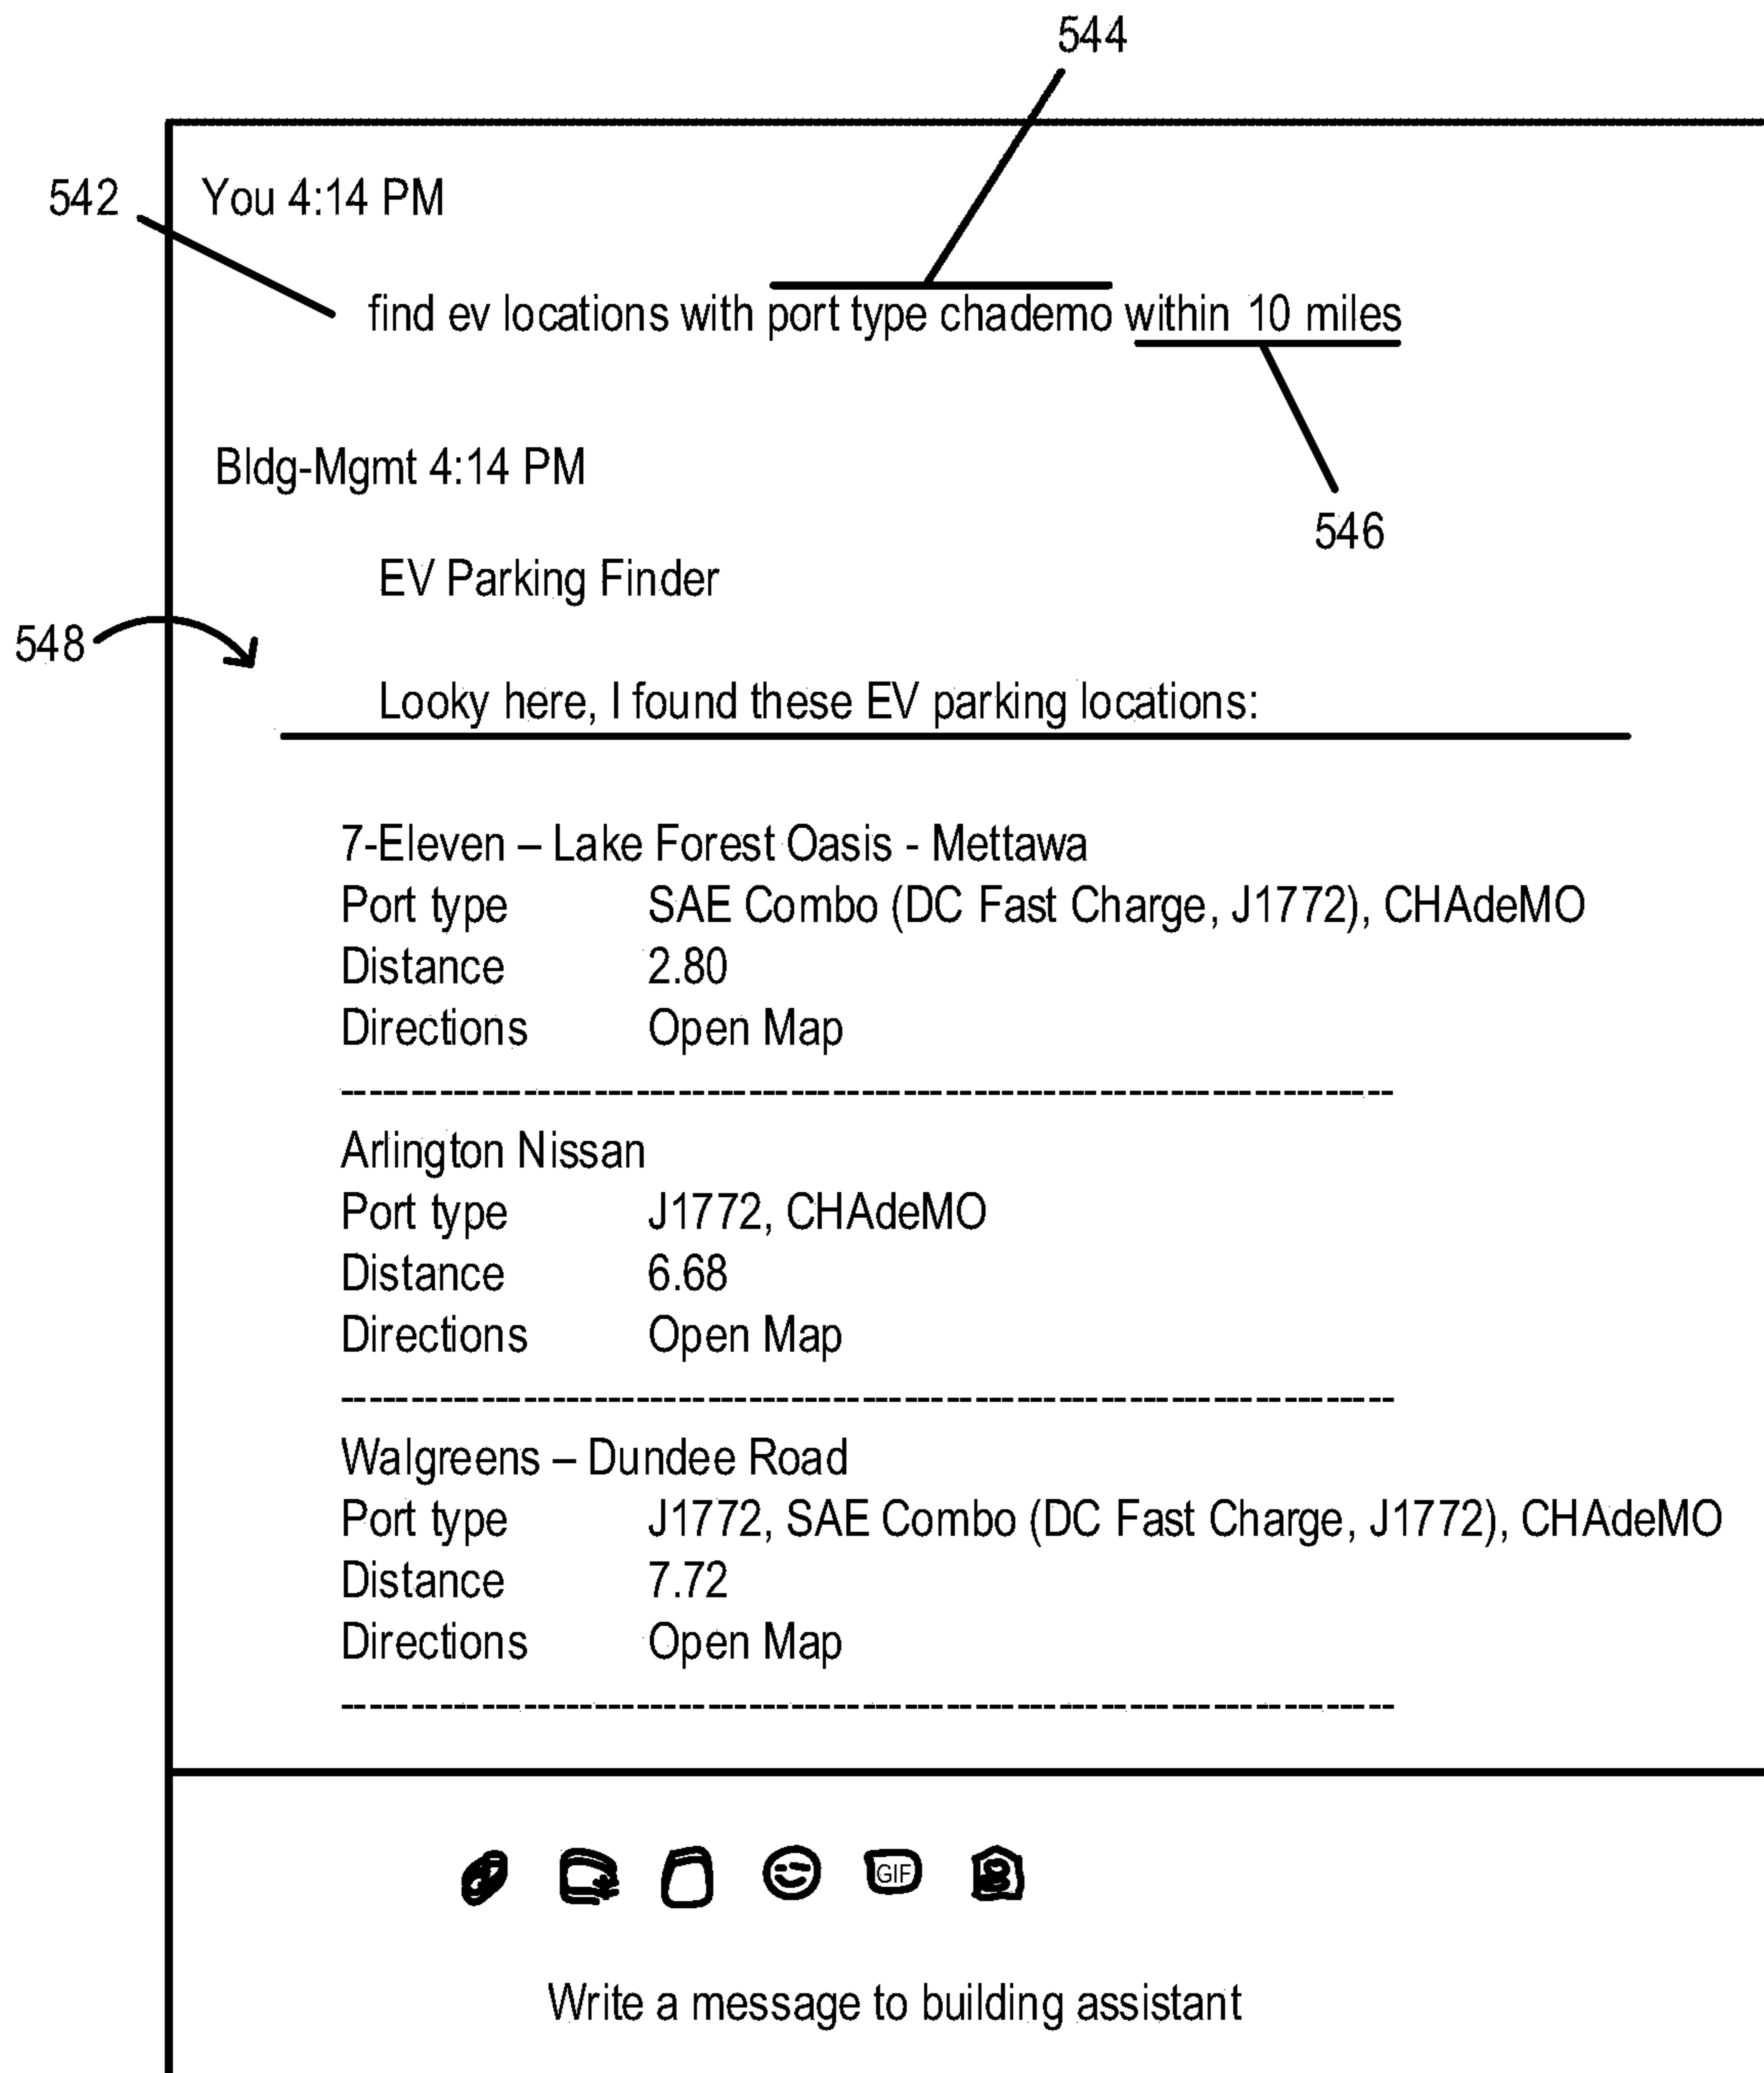 544
542
You 4:14 PM
find ev locations with port type chademo within 10 miles
Bldg-Mgmt 4:14 PM
546
EV Parking Finder
548
Looky here, I found these EV parking locations:
7-Eleven – Lake Forest Oasis - Mettawa
Port type SAE Combo (DC Fast Charge, J1772), CHAdeMO
Distance 2.80
Directions Open Map
--------------------------------------------------------------------------
Arlington Nissan
Port type J1772, CHAdeMO
Distance 6.68
Directions Open Map
--------------------------------------------------------------------------
Walgreens – Dundee Road
Port type J1772, SAE Combo (DC Fast Charge, J1772), CHAdeMO
Distance 7.72
Directions Open Map
--------------------------------------------------------------------------
GIF
Write a message to building assistant